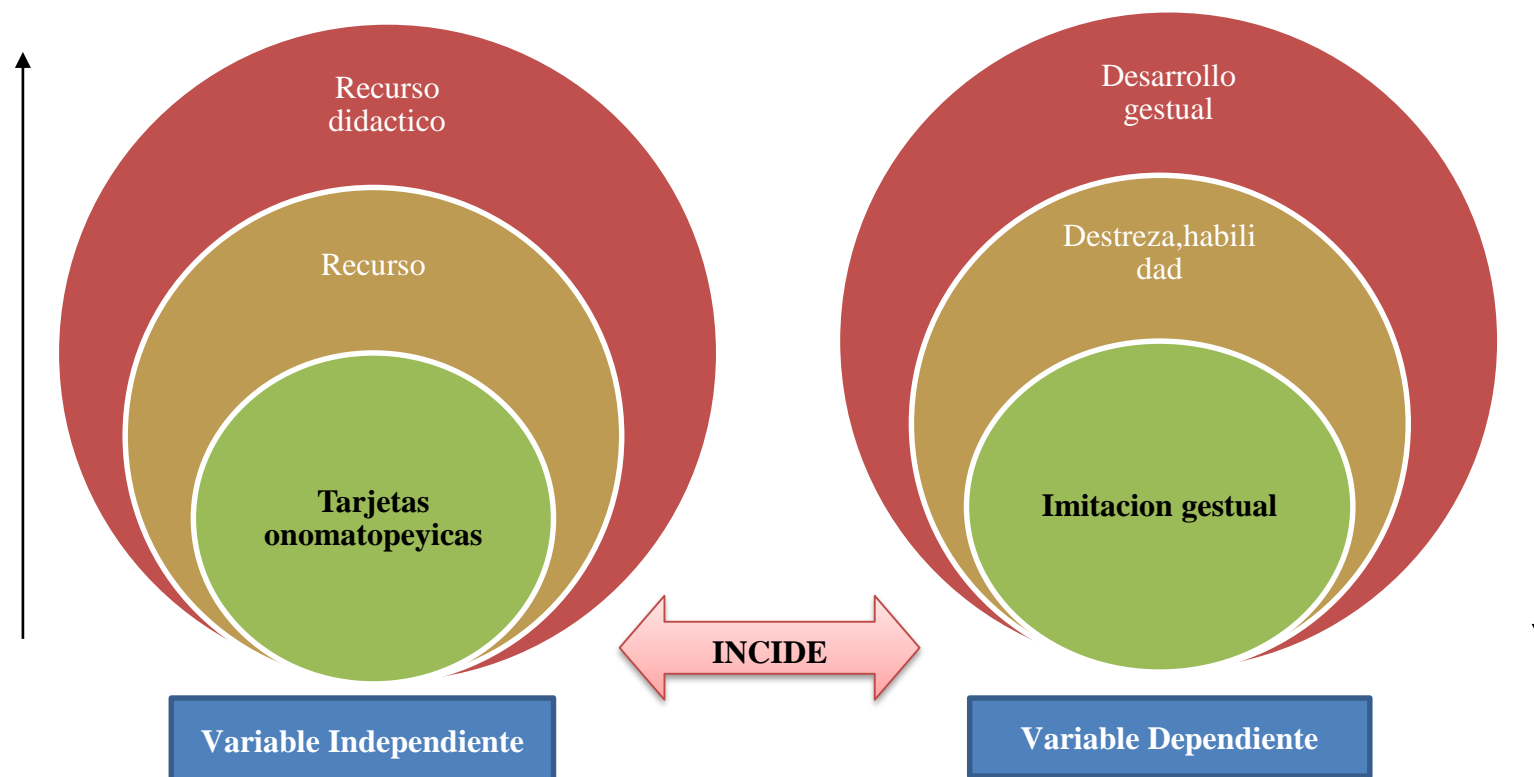 Recurso
didactico
Recurso
Tarjetas
onomatopeyicas
Desarrollo
gestual
Destreza,habili
dad
Imitacion gestual
INCIDE
Variable Independiente
Variable Dependiente